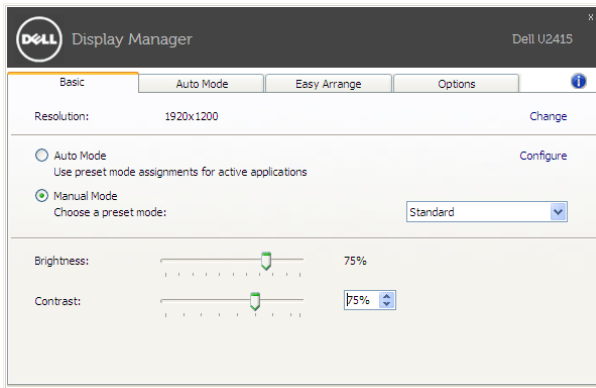 DELL Display Manager Dell U2415 x
Basic Auto Mode Easy Arrange Options i
Resolution: 1920x1200 Change
Auto Mode Configure
Use preset mode assignments for active applications
Manual Mode
Choose a preset mode: Standard
Brightness: 75%
Contrast: 75%